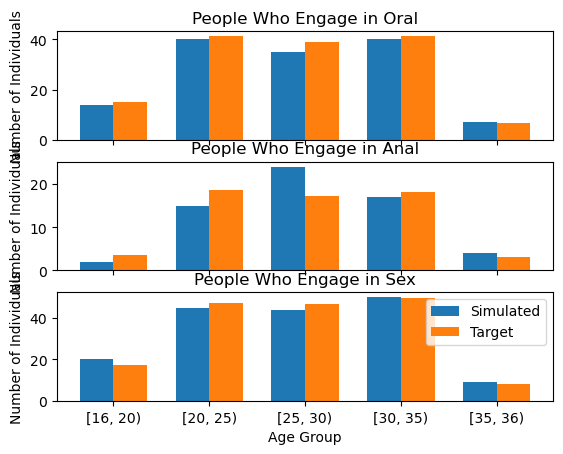 People Who Engage in Oral
Number of Individuals
40
20
0
People Who Engage in Anal
Number of Individuals
20
10
0
People Who Engage in Sex
Number of Individuals
40
20
0
Simulated
Target
[16, 20)
[20, 25)
[25, 30)
[30, 35)
[35, 36)
Age Group